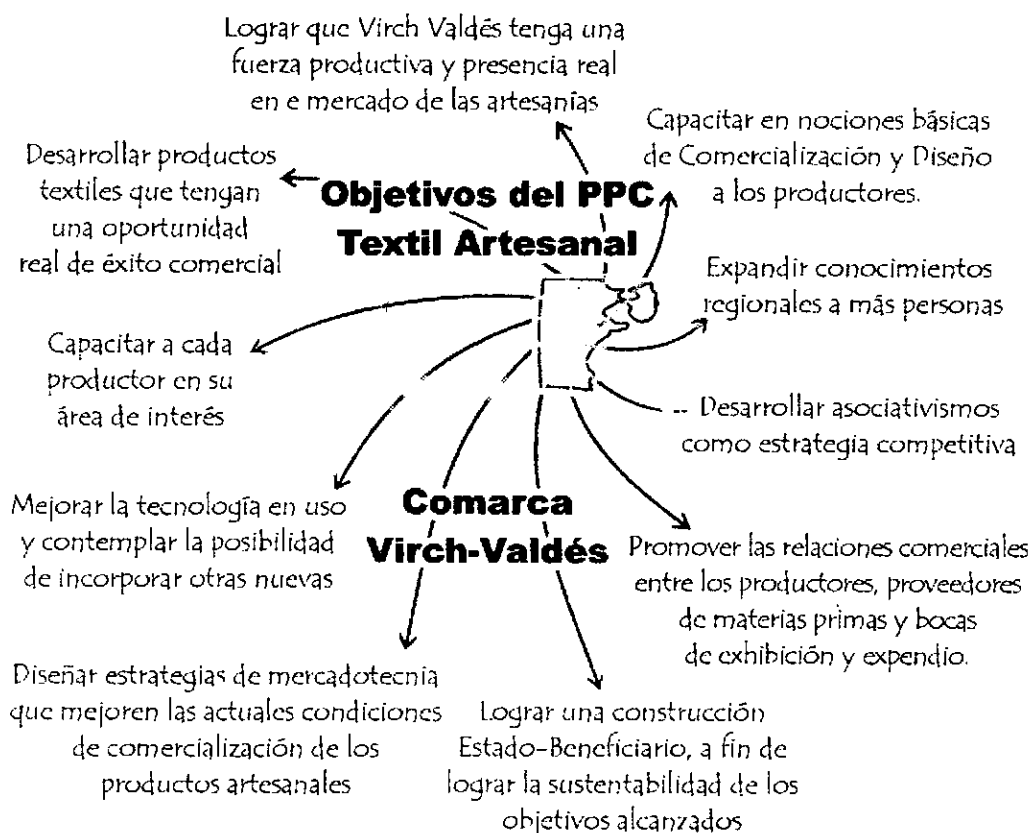 Lograr que Virch Valdés tenga una
fuerza productiva y presencia real
en e mercado de las artesanías
Capacitar en nociones básicas
de Comercialización y Diseño
a los productores.
Desarrollar productos
textiles que tengan
una oportunidad
real de éxito comercial
Objetivos del PPC
Textil Artesanal
Expandir conocimientos
regionales a más personas
Capacitar a cada
productor en su
área de interés
-- Desarrollar asociativismos
como estrategia competitiva
Mejorar la tecnología en uso
y contemplar la posibilidad
de incorporar otras nuevas
Comarca
Virch-Valdés
Promover las relaciones comerciales
entre los productores, proveedores
de materias primas y bocas
de exhibición y expendio.
Diseñar estrategias de mercadotecnia
que mejoren las actuales condiciones
de comercialización de los
productos artesanales
Lograr una construcción
Estado-Beneficiario, a fin de
lograr la sustentabilidad de los
objetivos alcanzados